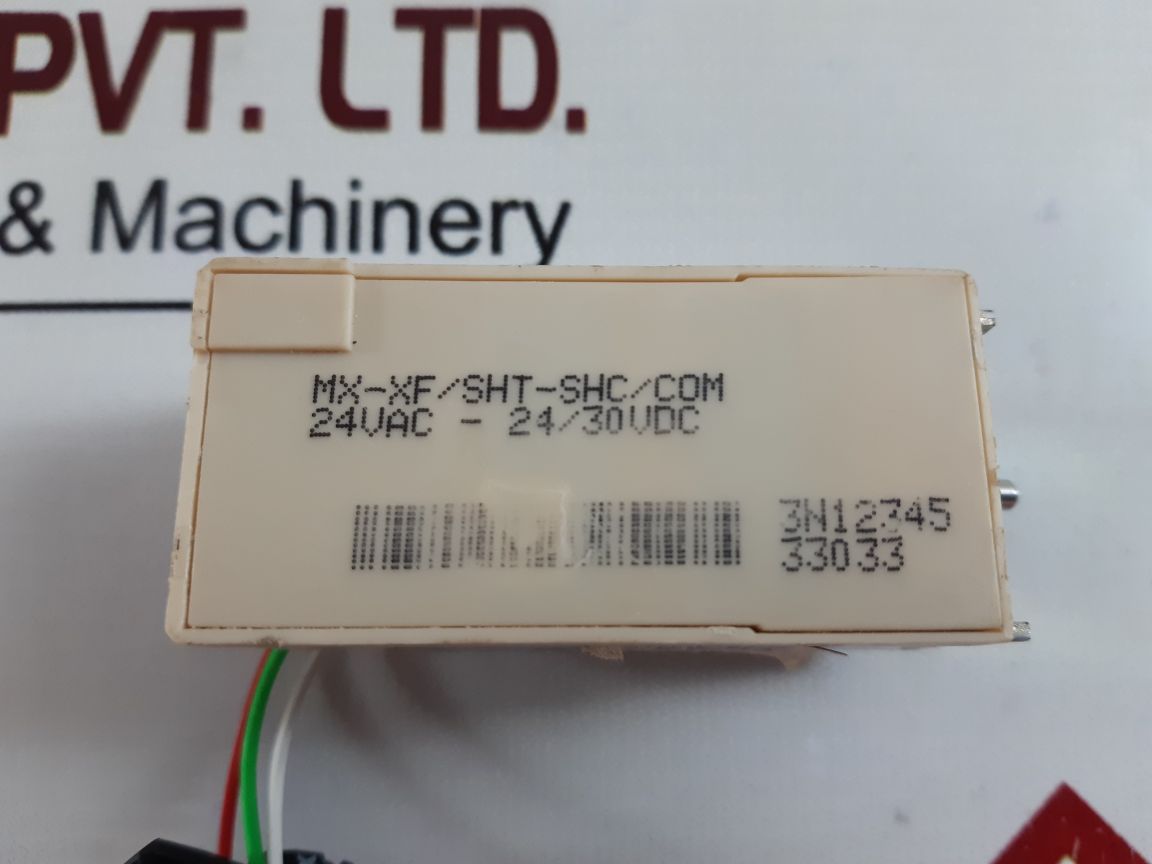 PVT. LTD.
& Machinery
MX-XF/SHT-SHC/COM
24VAC - 24/30VDC
3N12345
33033